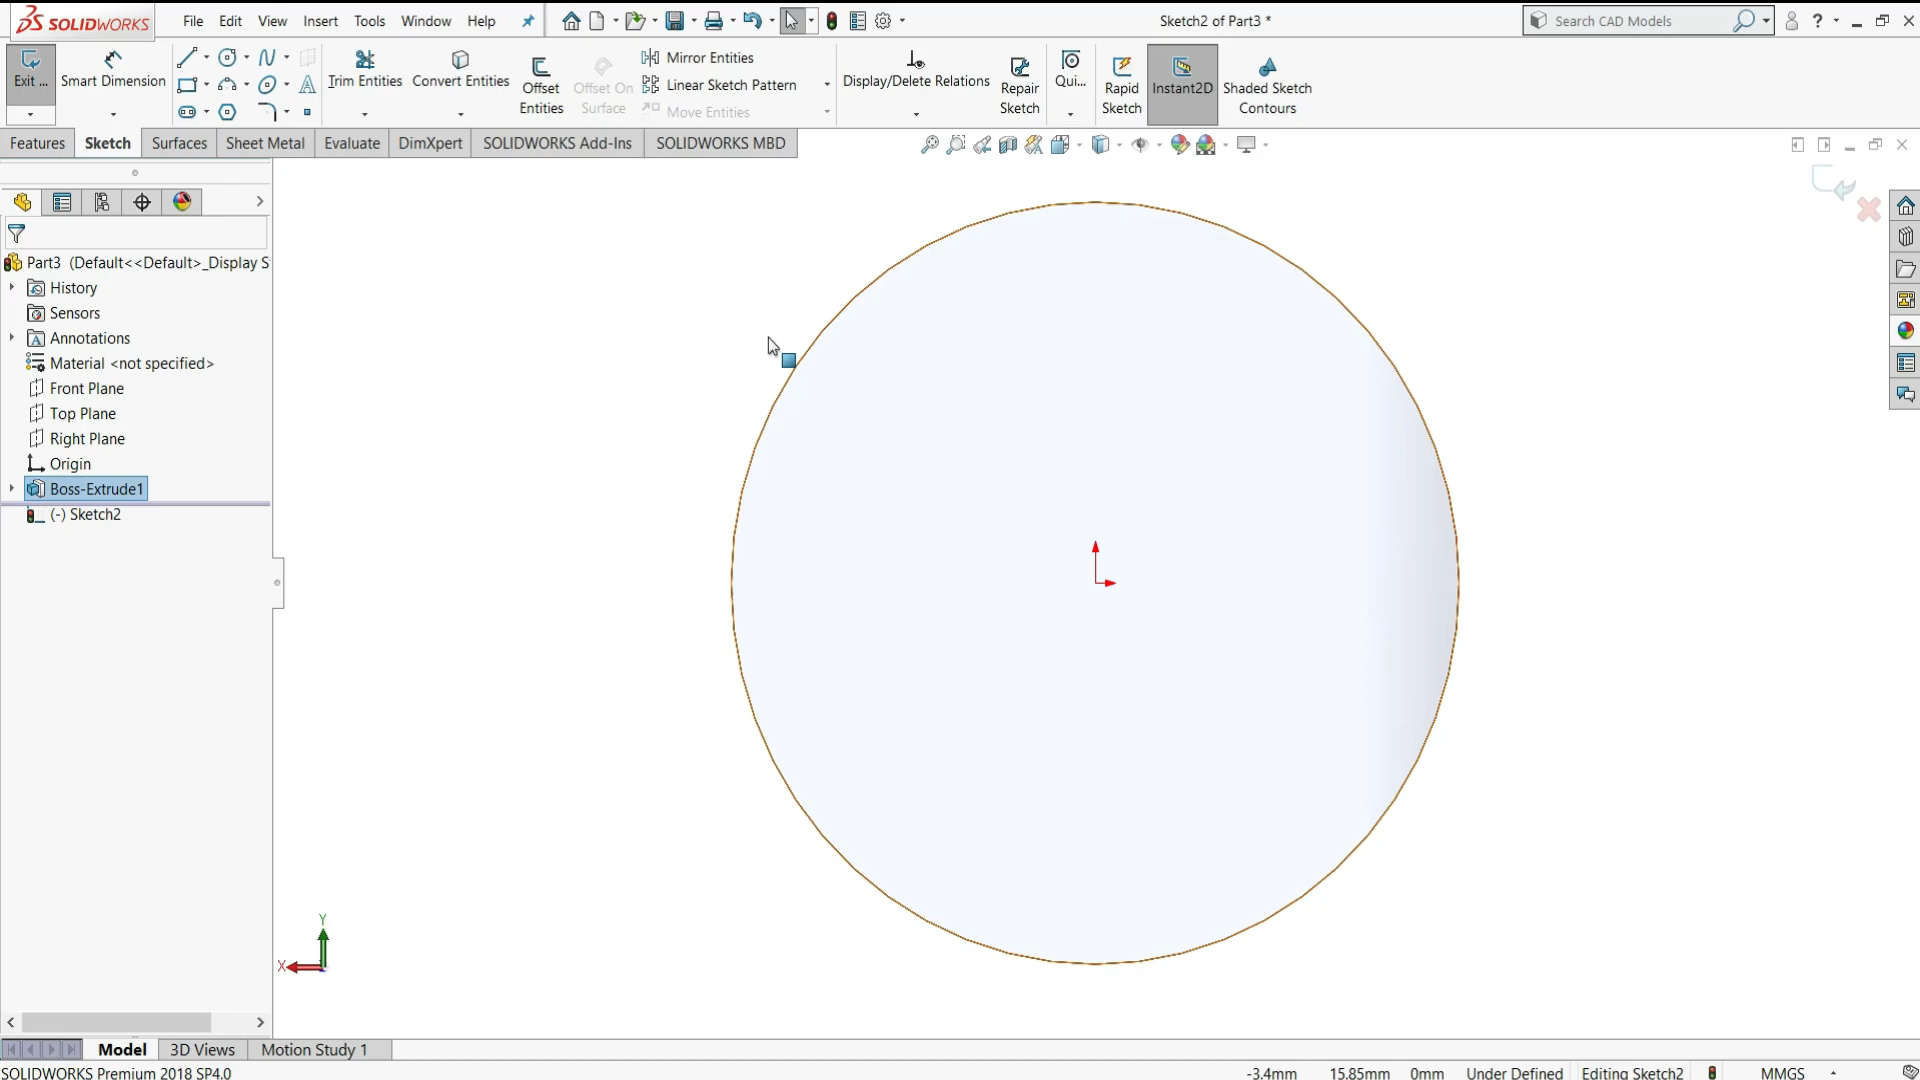 SOLIDWORKS File Edit View Insert Tools Window Help Sketch2 of Part3 * Search CAD Models ?
Exit ... Smart Dimension Trim Entities Convert Entities Offset Entities Offset On Surface Mirror Entities Display/Delete Relations Repair Sketch Qui... Rapid Sketch Instant2D Shaded Sketch Contours
Linear Sketch Pattern
Move Entities
Features Sketch Surfaces Sheet Metal Evaluate DimXpert SOLIDWORKS Add-Ins SOLIDWORKS MBD
Part3 (Default<<Default>_Display S
History
Sensors
Annotations
Material <not specified>
Front Plane
Top Plane
Right Plane
Origin
Boss-Extrude1
(-) Sketch2
Y
X
Model 3D Views Motion Study 1
SOLIDWORKS Premium 2018 SP4.0 -3.4mm 15.85mm 0mm Under Defined Editing Sketch2 MMGS